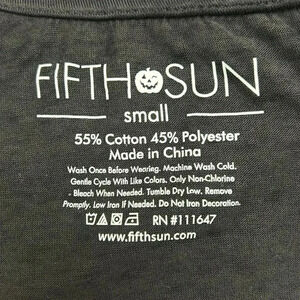 FIFTH SUN
small
55% Cotton 45% Polyester
Made in China
Wash Once Before Wearing. Machine Wash Cold.
Gentle Cycle With Like Colors. Only Non-Chlorine
Bleach When Needed. Tumble Dry Low. Remove
Promptly. Low Iron If Needed. Do Not Iron Decoration.
RN #111647
www.fifthsun.com